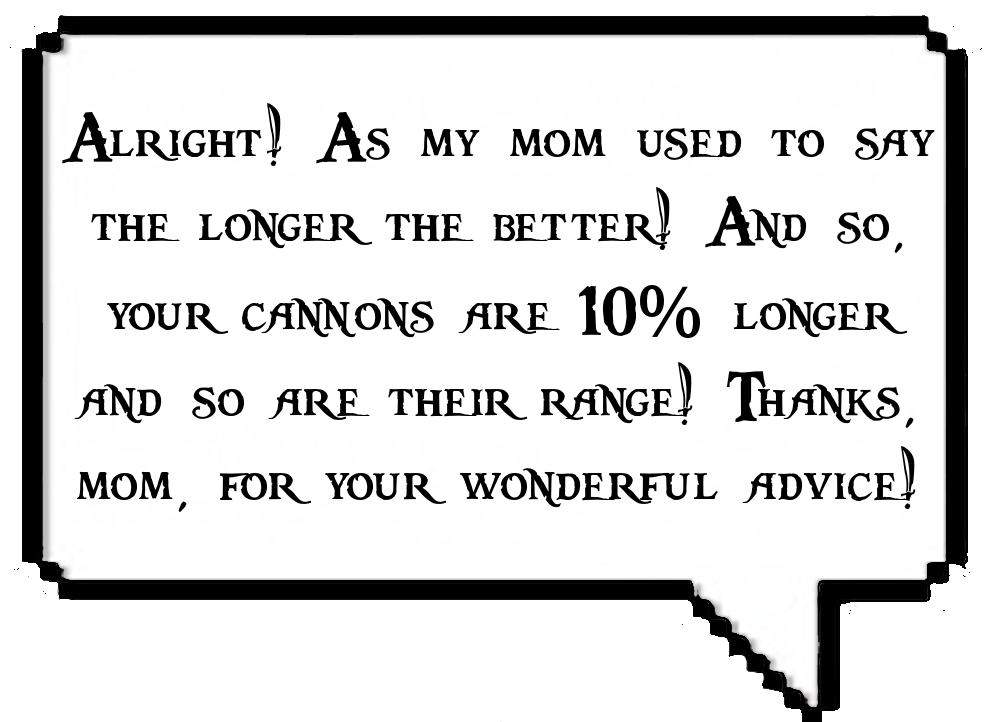 Alright! As my mom used to say
the longer the better! And so,
your cannons are 10% longer
and so are their range! Thanks,
mom, for your wonderful advice!